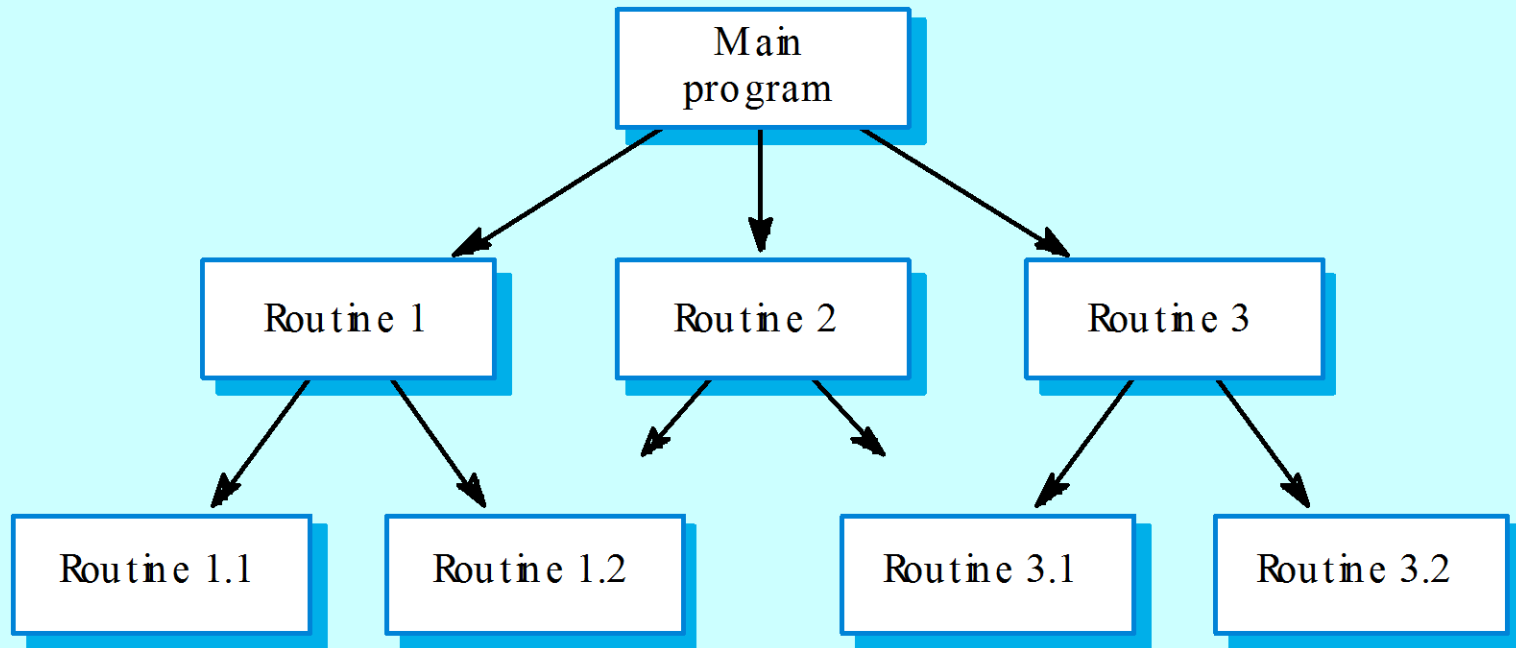 Main
program
Routine 1
Routine 2
Routine 3
Routine 1.1
Routine 1.2
Routine 3.1
Routine 3.2